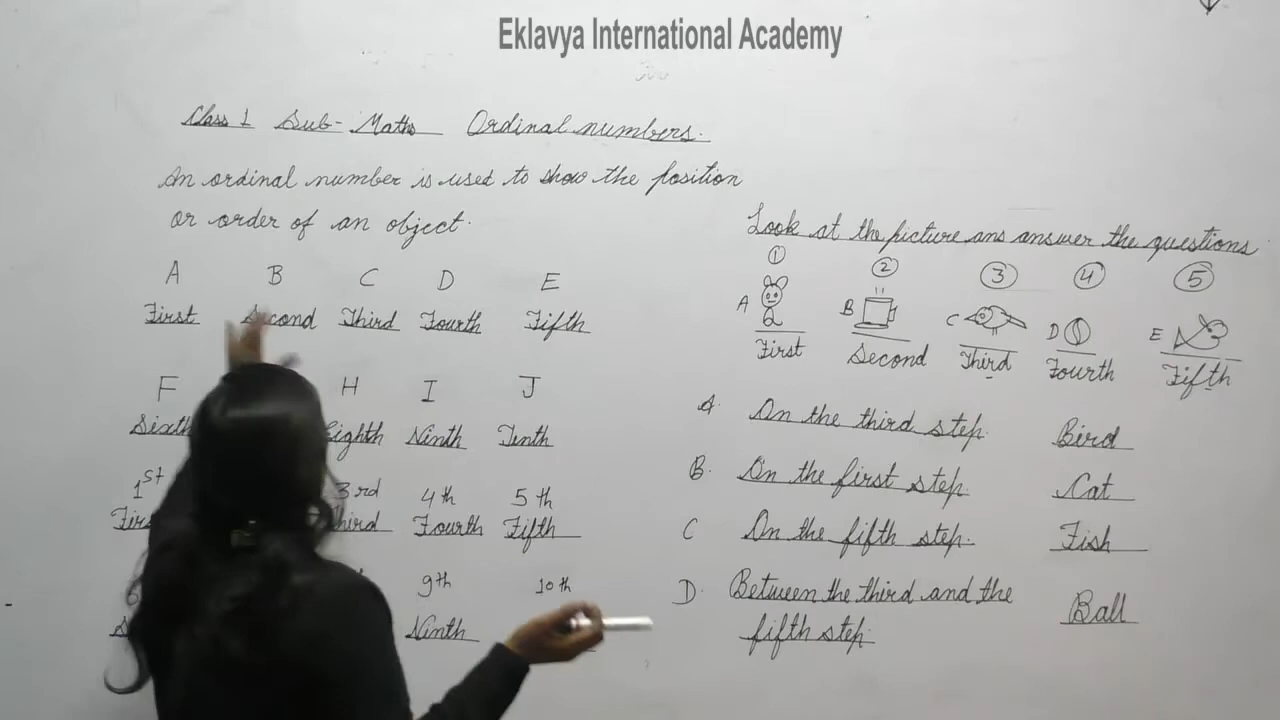 Eklavya International Academy
Class 1 Sub- Maths Ordinal numbers.
An ordinal number is used to show the position
or order of an object.
A B C D E
First Second Third Fourth Fifth
F H I J
Sixth Eighth Ninth Tenth
1st 3rd 4th 5th
Third Fourth Fifth
9th 10th
Ninth
Look at the picture ans answer the questions
1 2 3 4 5
A B C D E
First Second Third Fourth Fifth
A. On the third step. Bird
B. On the first step. Cat
C On the fifth step. Fish
D. Between the third and the
fifth step. Ball